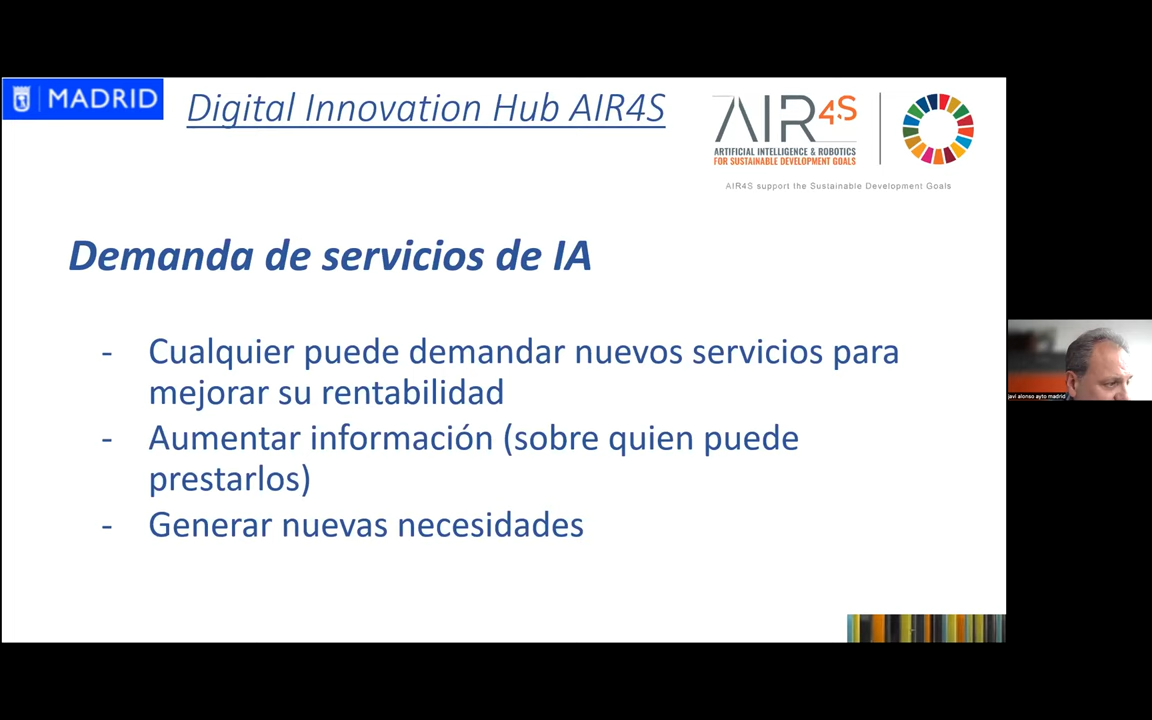 MADRID
Digital Innovation Hub AIR4S
AIR4S
ARTIFICIAL INTELLIGENCE & ROBOTICS
FOR SUSTAINABLE DEVELOPMENT GOALS
AIR4S support the Sustainable Development Goals
Demanda de servicios de IA
- Cualquier puede demandar nuevos servicios para
mejorar su rentabilidad
- Aumentar información (sobre quien puede
prestarlos)
- Generar nuevas necesidades
javi alonso ayto madrid